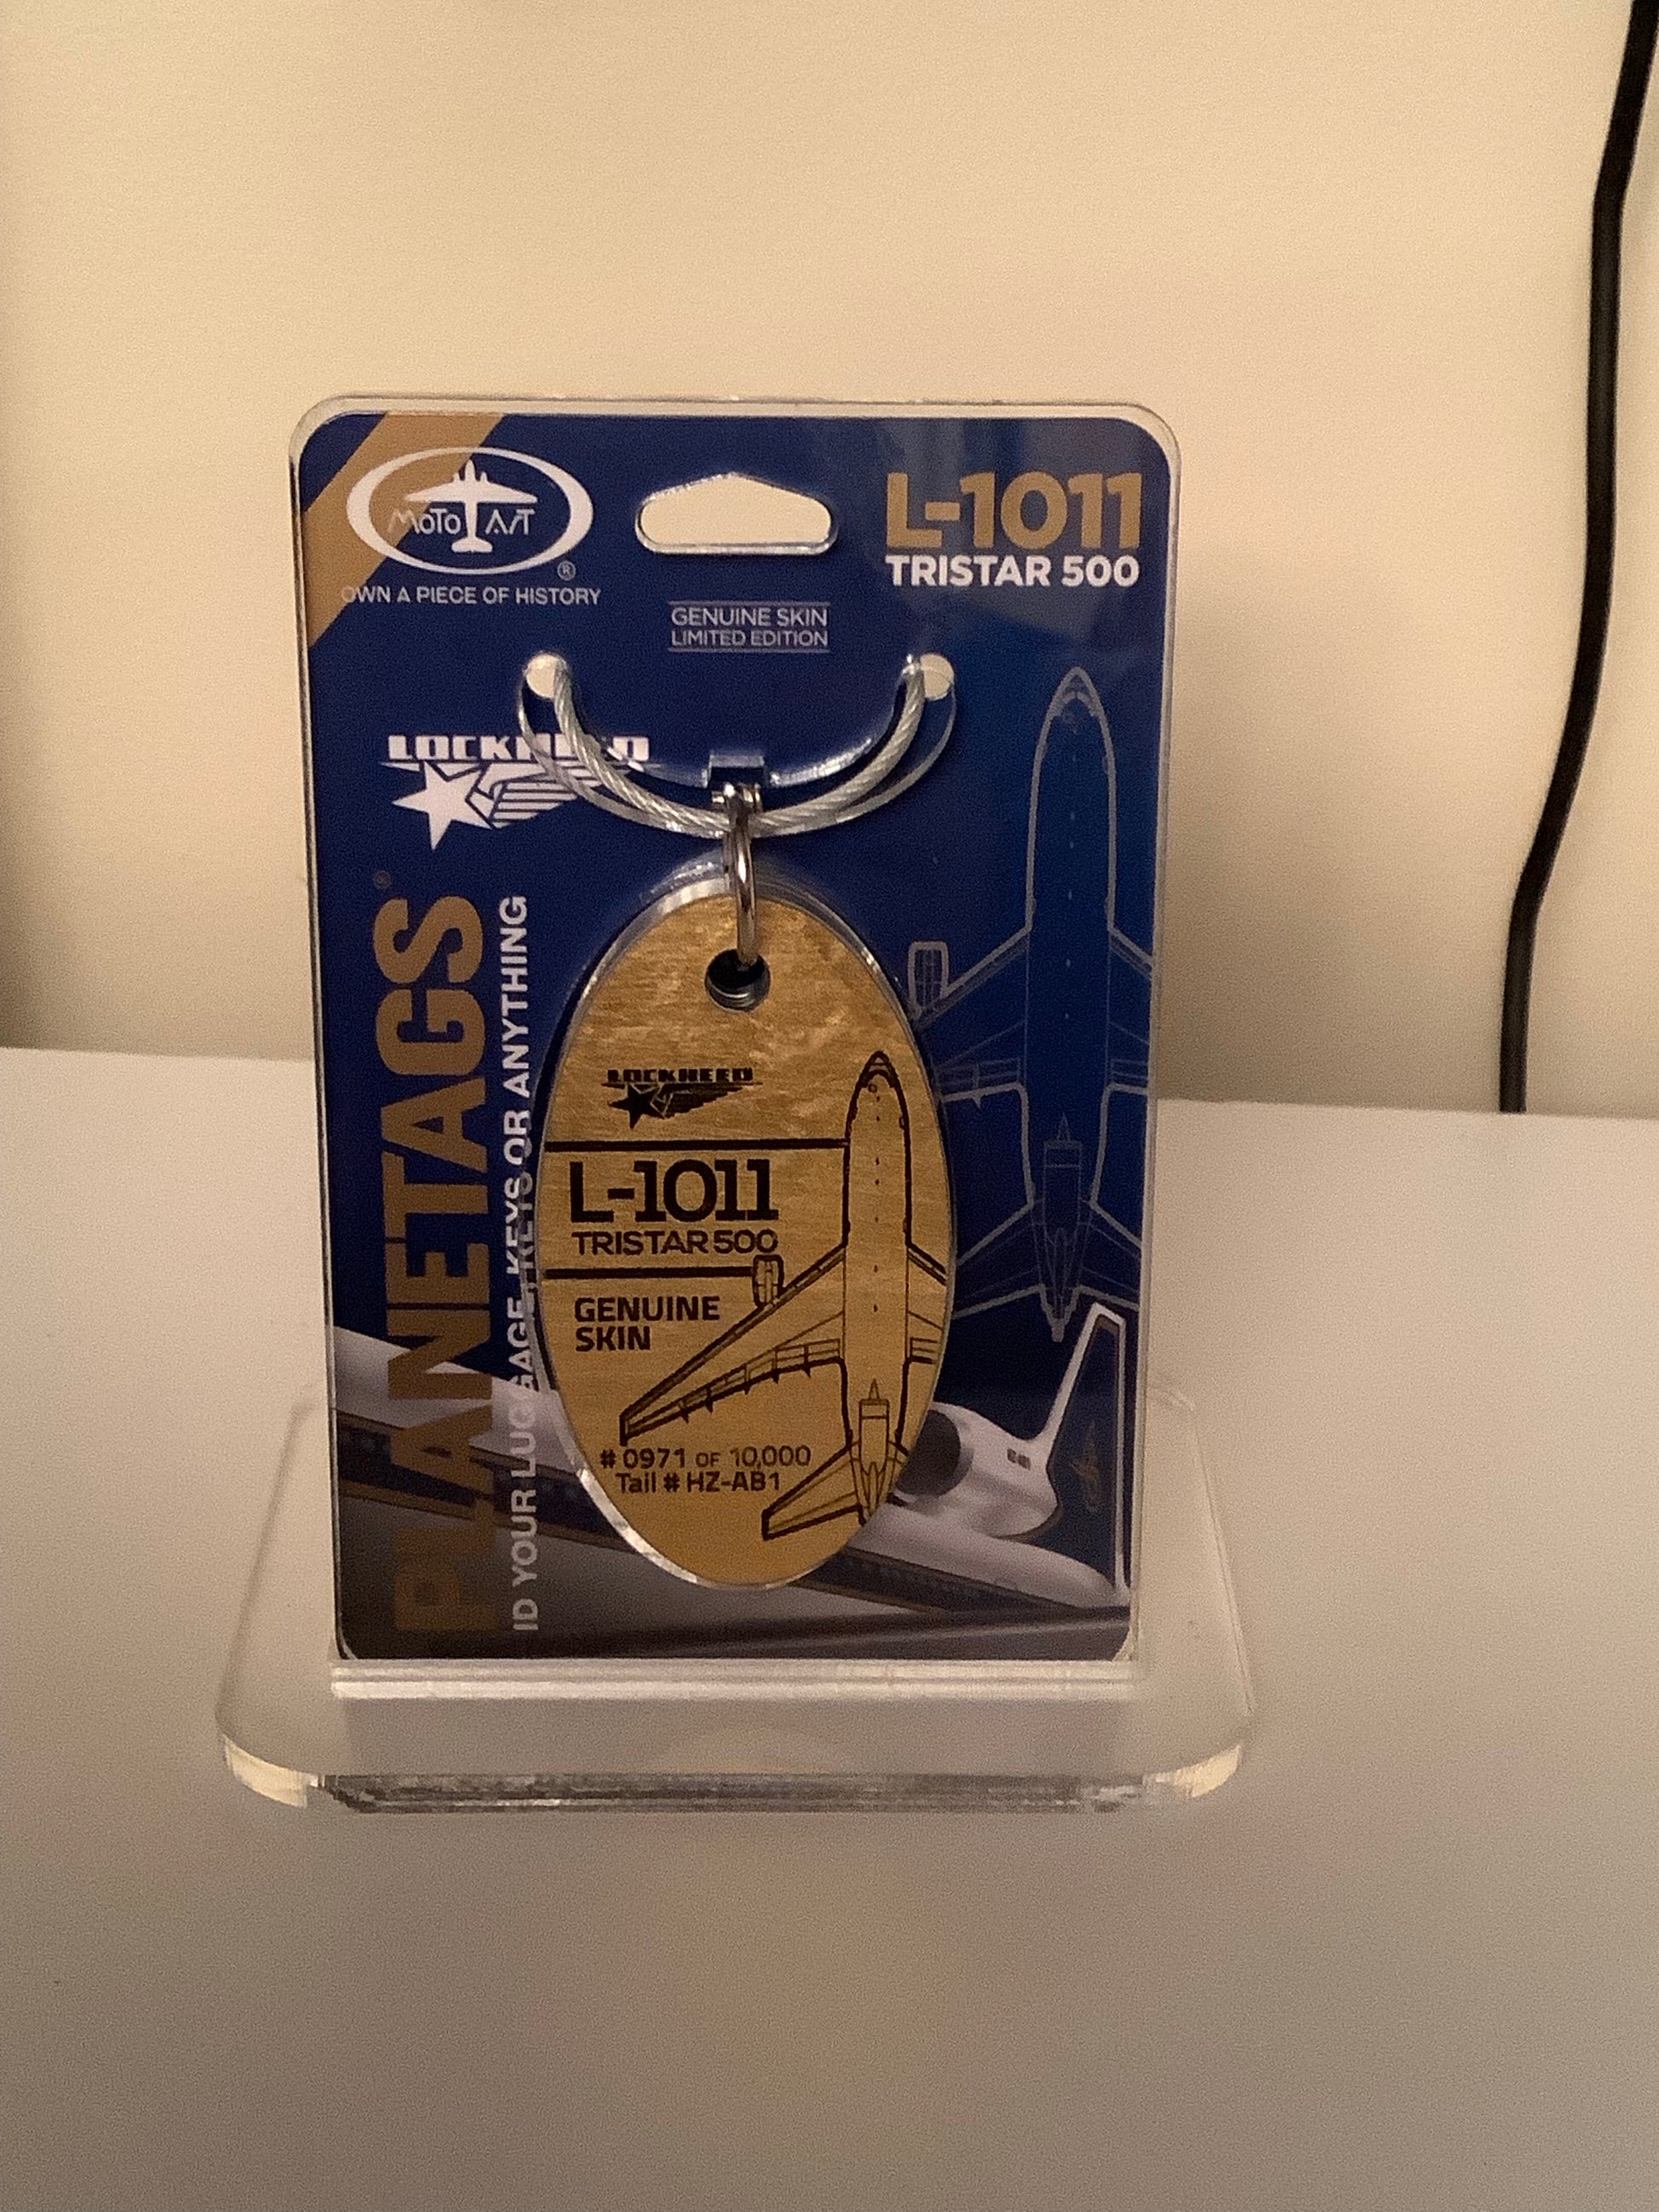 MOTO ART
®
OWN A PIECE OF HISTORY
L-1011
TRISTAR 500
GENUINE SKIN
LIMITED EDITION
LOCKHEED
PLANETAGS®
ID YOUR LUGGAGE, KEYS OR ANYTHING
LOCKHEED
L-1011
TRISTAR 500
GENUINE
SKIN
# 0971 OF 10,000
Tail # HZ-AB1